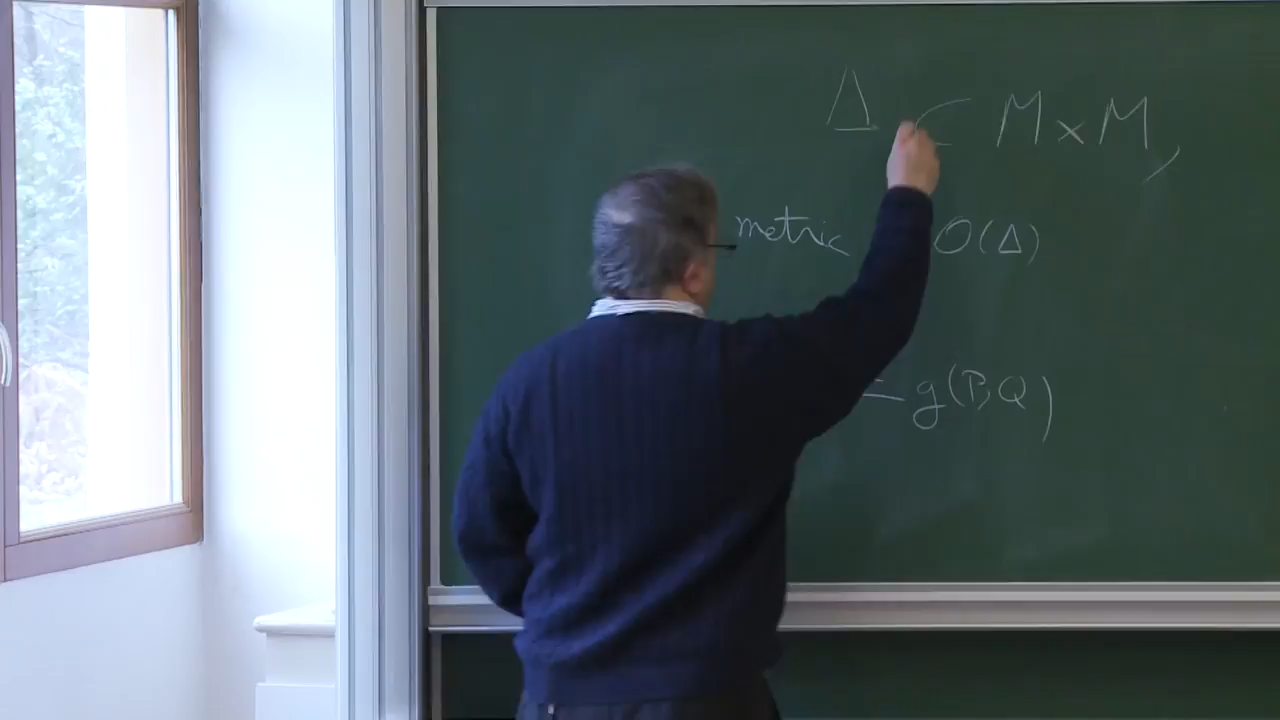 Δ ⊂ M × M,
metric O(Δ)
= g(P,Q)